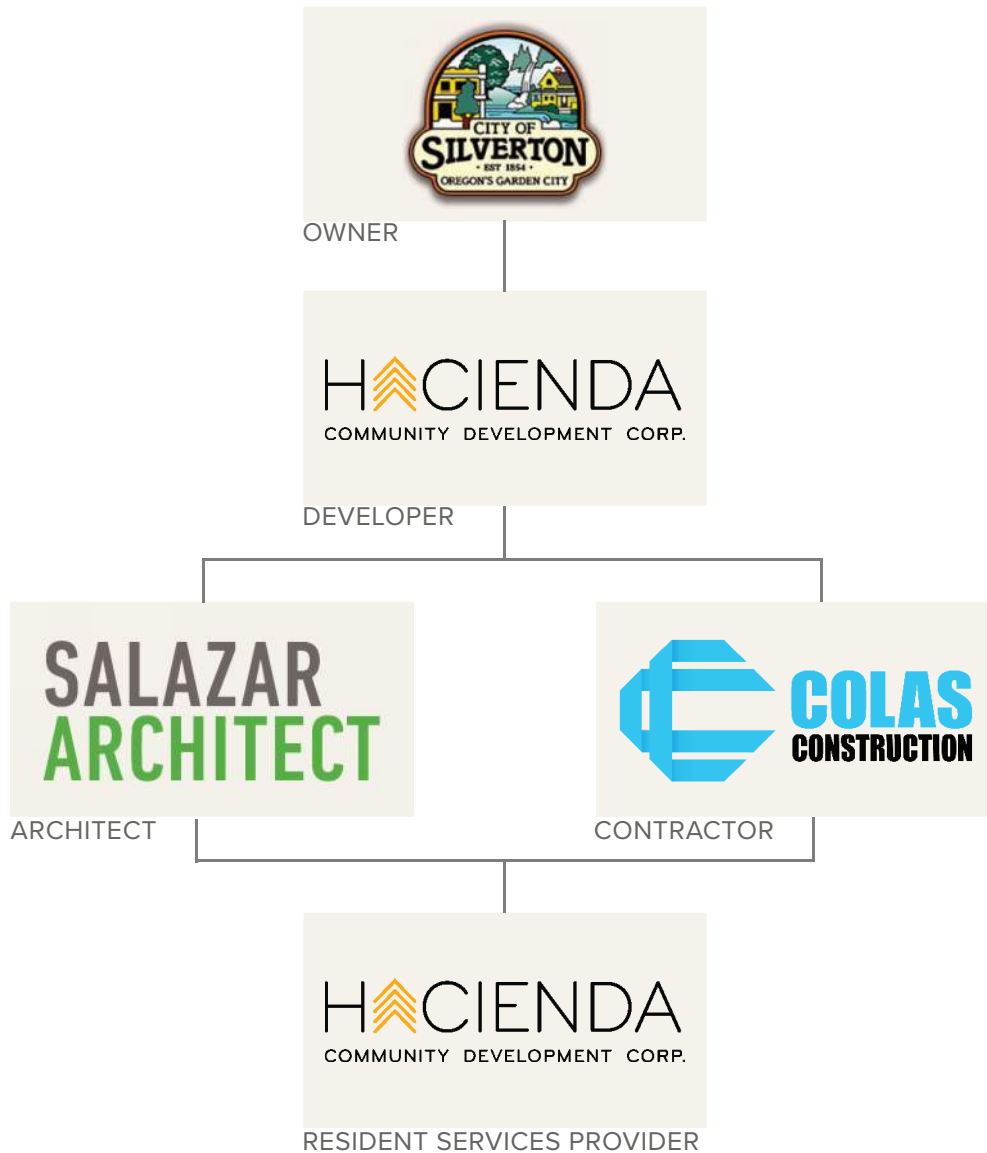 CITY OF
SILVERTON
• EST 1854 •
OREGON'S GARDEN CITY
OWNER
HACIENDA
COMMUNITY DEVELOPMENT CORP.
DEVELOPER
SALAZAR
ARCHITECT
ARCHITECT
COLAS
CONSTRUCTION
CONTRACTOR
HACIENDA
COMMUNITY DEVELOPMENT CORP.
RESIDENT SERVICES PROVIDER